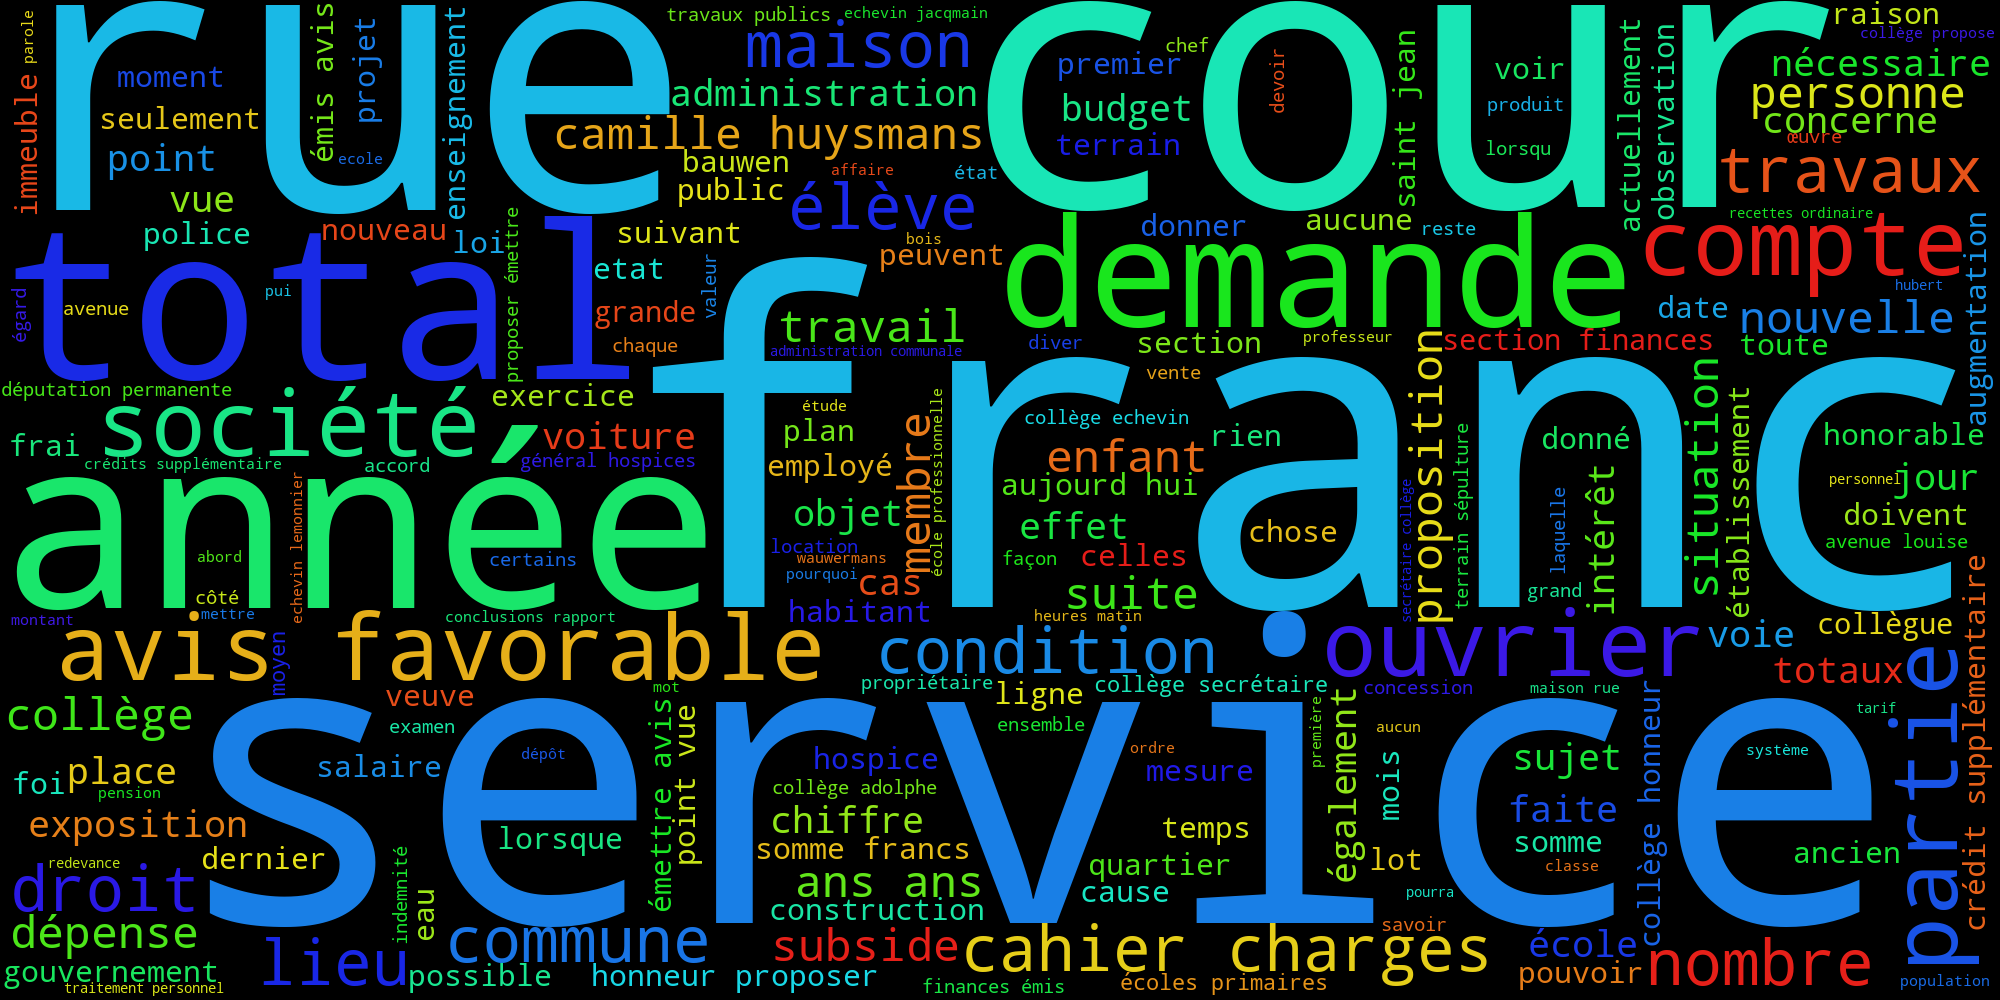 rue
cour
parole
travaux publics
echevin jacqmain
raison
collège propose
maison
chef
moment
projet
émis avis
enseignement
premier
voir
nécessaire
immeuble
seulement
administration
budget
devoir
saint jean
produit
actuellement
observation
personne
concerne
point
ecole
camille huysmans
terrain
lorsqu
œuvre
bauwen
affaire
état
travaux
public
vue
élève
police
nouveau
loi
suivant
bois
peuvent
donner
aucune
reste
recettes ordinaire
total
proposer émettre
etat
valeur
demande
compte
augmentation
hubert
égard
avenue
pui
grande
chaque
travail
administration communale
diver
section
professeur
section finances
date
nouvelle
toute
franc
députation permanente
société
exercice
étude
vente
proposition
situation
frai
crédits supplémentaire
accord
voiture
général hospices
plan
employé
membre
école professionnelle
collège echevin
rien
enfant
aujourd hui
terrain sépulture
donné
établissement
honorable
personnel
jour
année
objet
effet
chose
secrétaire collège
laquelle
intérêt
doivent
avenue louise
echevin lemonnier
abord
certains
location
wauwermans
pourquoi
celles
façon
cas
suite
grand
côté
mettre
montant
conclusions rapport
habitant
heures matin
avis favorable
condition
ouvrier
voie
collègue
crédit supplémentaire
moyen
totaux
partie
service
collège
veuve
examen
mot
propriétaire
ligne
collège secrétaire
concession
maison rue
tarif
ensemble
première
aucun
foi
place
pension
salaire
dépôt
émettre avis
point vue
hospice
ordre
mesure
également
mois
sujet
collège honneur
système
collège adolphe
exposition
lorsque
chiffre
temps
faite
dernier
redevance
somme francs
quartier
lot
somme
classe
ancien
droit
indemnité
eau
ans ans
cause
pourra
construction
savoir
dépense
lieu
commune
subside
cahier charges
école
nombre
gouvernement
traitement personnel
possible
honneur proposer
finances émis
écoles primaires
pouvoir
population